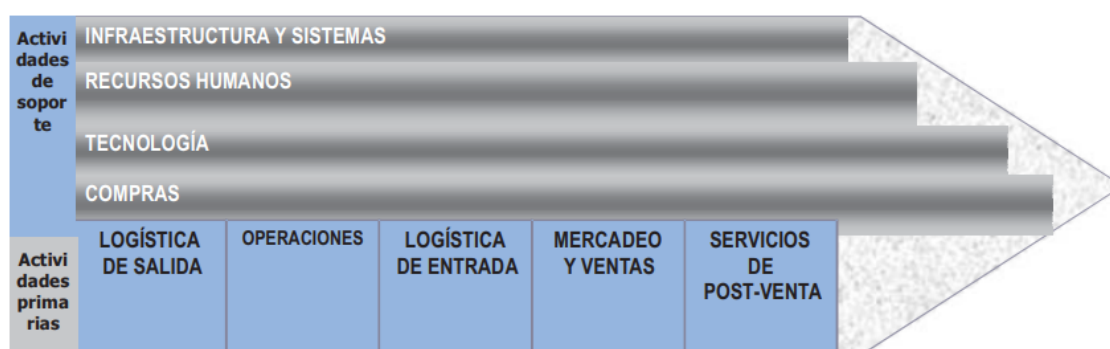 Activi
dades
de
sopor
te
INFRAESTRUCTURA Y SISTEMAS
RECURSOS HUMANOS
TECNOLOGÍA
COMPRAS
Activi
dades
prima
rias
LOGÍSTICA
DE SALIDA
OPERACIONES
LOGÍSTICA
DE ENTRADA
MERCADEO
Y VENTAS
SERVICIOS
DE
POST-VENTA